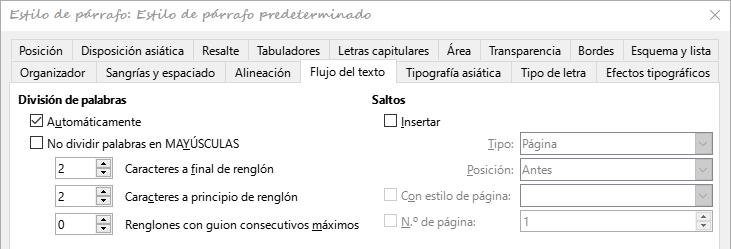 Estilo de párrafo: Estilo de párrafo predeterminado
Posición Disposición asiática Resalte Tabuladores Letras capitulares Área Transparencia Bordes Esquema y lista
Organizador Sangrías y espaciado Alineación Flujo del texto Tipografía asiática Tipo de letra Efectos tipográficos
División de palabras
Automáticamente
No dividir palabras en MAYÚSCULAS
2 Caracteres a final de renglón
2 Caracteres a principio de renglón
0 Renglones con guion consecutivos máximos
Saltos
Insertar
Tipo: Página
Posición: Antes
Con estilo de página:
N.º de página: 1